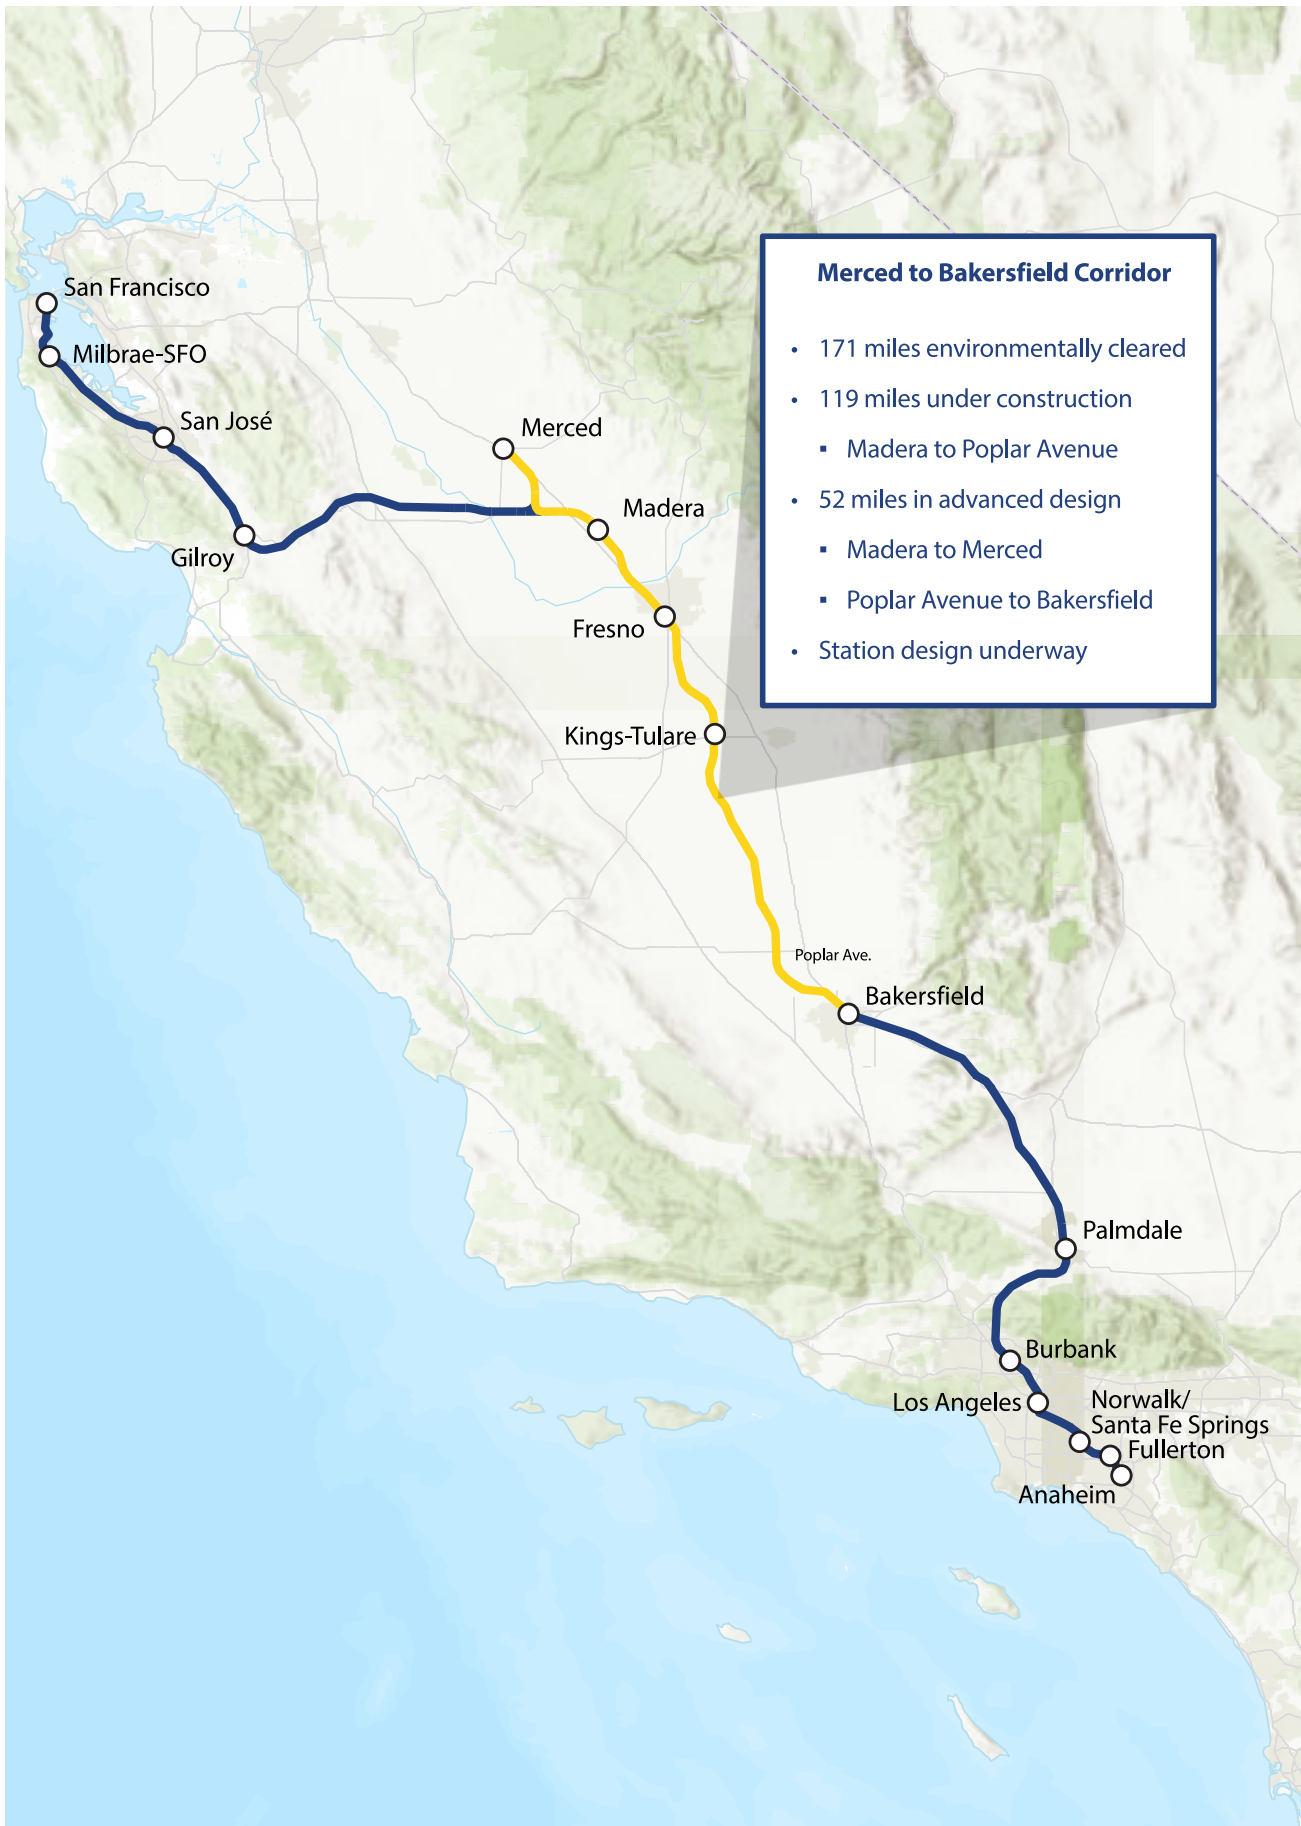 Merced to Bakersfield Corridor
• 171 miles environmentally cleared
• 119 miles under construction
▪ Madera to Poplar Avenue
• 52 miles in advanced design
▪ Madera to Merced
▪ Poplar Avenue to Bakersfield
• Station design underway
San Francisco
Milbrae-SFO
San José
Gilroy
Merced
Madera
Fresno
Kings-Tulare
Poplar Ave.
Bakersfield
Palmdale
Burbank
Los Angeles
Norwalk/
Santa Fe Springs
Fullerton
Anaheim